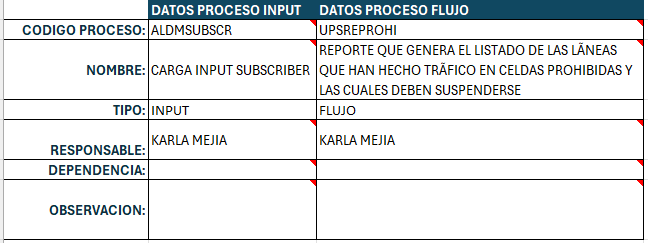 DATOS PROCESO INPUT DATOS PROCESO FLUJO
CODIGO PROCESO: ALDMSUBSCR UPSREPROHI
NOMBRE: CARGA INPUT SUBSCRIBER REPORTE QUE GENERA EL LISTADO DE LAS LÃNEAS
QUE HAN HECHO TRÃFICO EN CELDAS PROHIBIDAS Y
LAS CUALES DEBEN SUSPENDERSE
TIPO: INPUT FLUJO
RESPONSABLE: KARLA MEJIA KARLA MEJIA
DEPENDENCIA:
OBSERVACION: